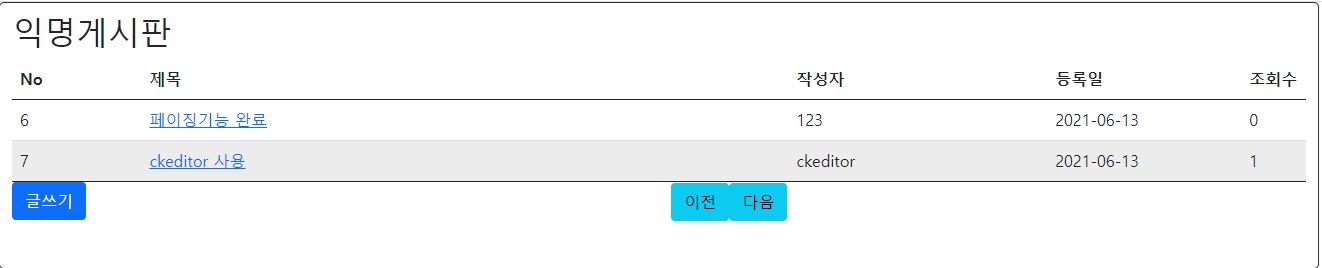 익명게시판
No 제목 작성자 등록일 조회수
6 페이징기능 완료 123 2021-06-13 0
7 ckeditor 사용 ckeditor 2021-06-13 1
글쓰기 이전 다음